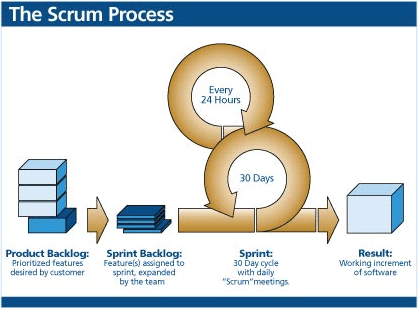 The Scrum Process
Every
24 Hours
30 Days
Product Backlog:
Prioritized features
desired by customer
Sprint Backlog:
Feature(s) assigned to
sprint, expanded
by the team
Sprint:
30 Day cycle
with daily
"Scrum"meetings.
Result:
Working increment
of software